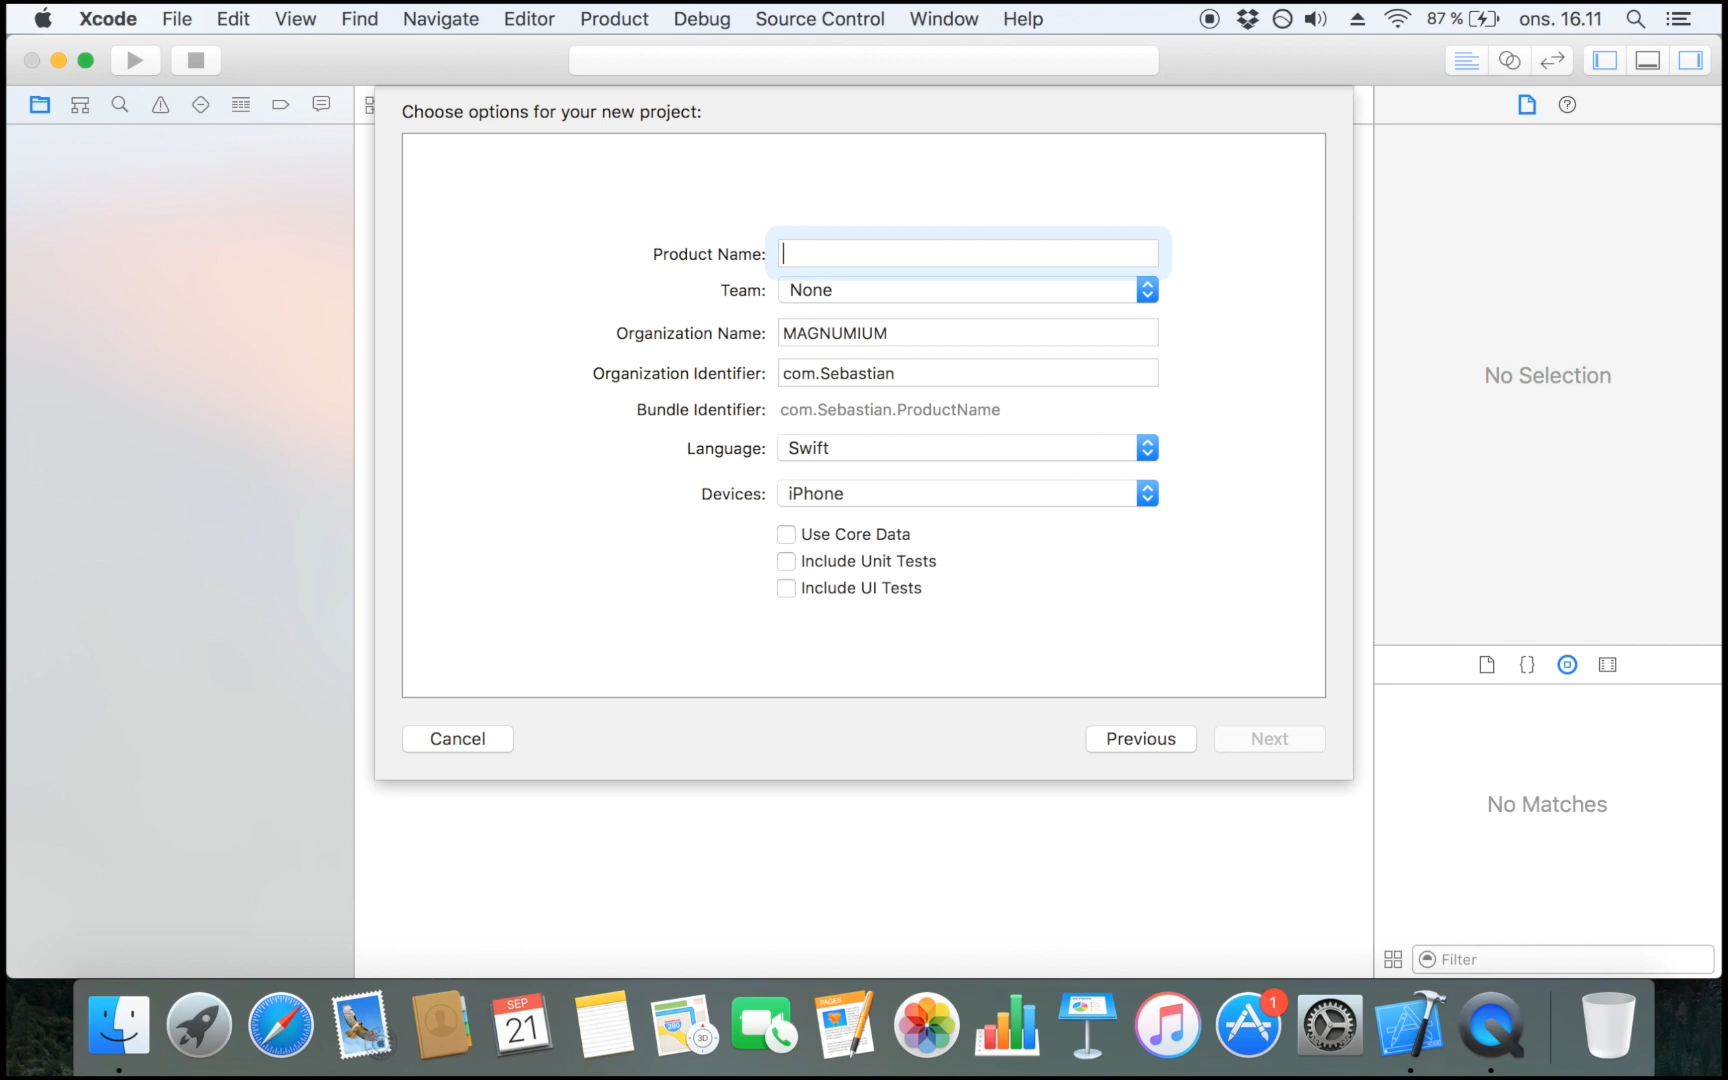 Xcode File Edit View Find Navigate Editor Product Debug Source Control Window Help 87 % ons. 16.11
Choose options for your new project:
Product Name:
Team: None
Organization Name: MAGNUMIUM
Organization Identifier: com.Sebastian
Bundle Identifier: com.Sebastian.ProductName
Language: Swift
Devices: iPhone
Use Core Data
Include Unit Tests
Include UI Tests
Cancel Previous Next
No Selection
{}
No Matches
Filter
SEP
21
280
3D
PAGES
1